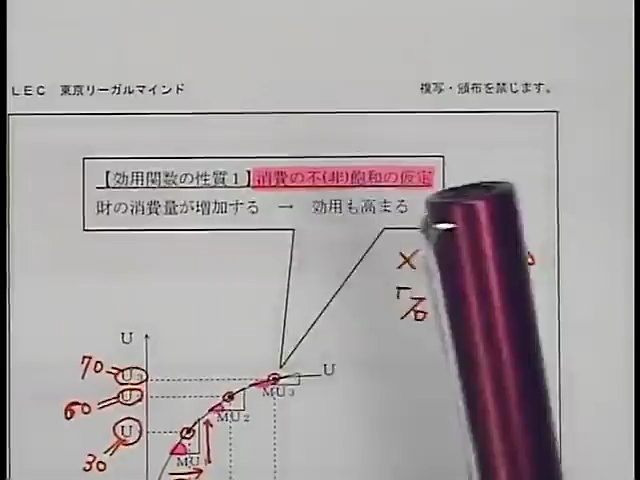 LEC 東京リーガルマインド
複写・頒布を禁じます。
【効用関数の性質1】消費の不(非)飽和の仮定
財の消費量が増加する → 効用も高まる
X
U
70
U
60
30
MU3
MU2
MU